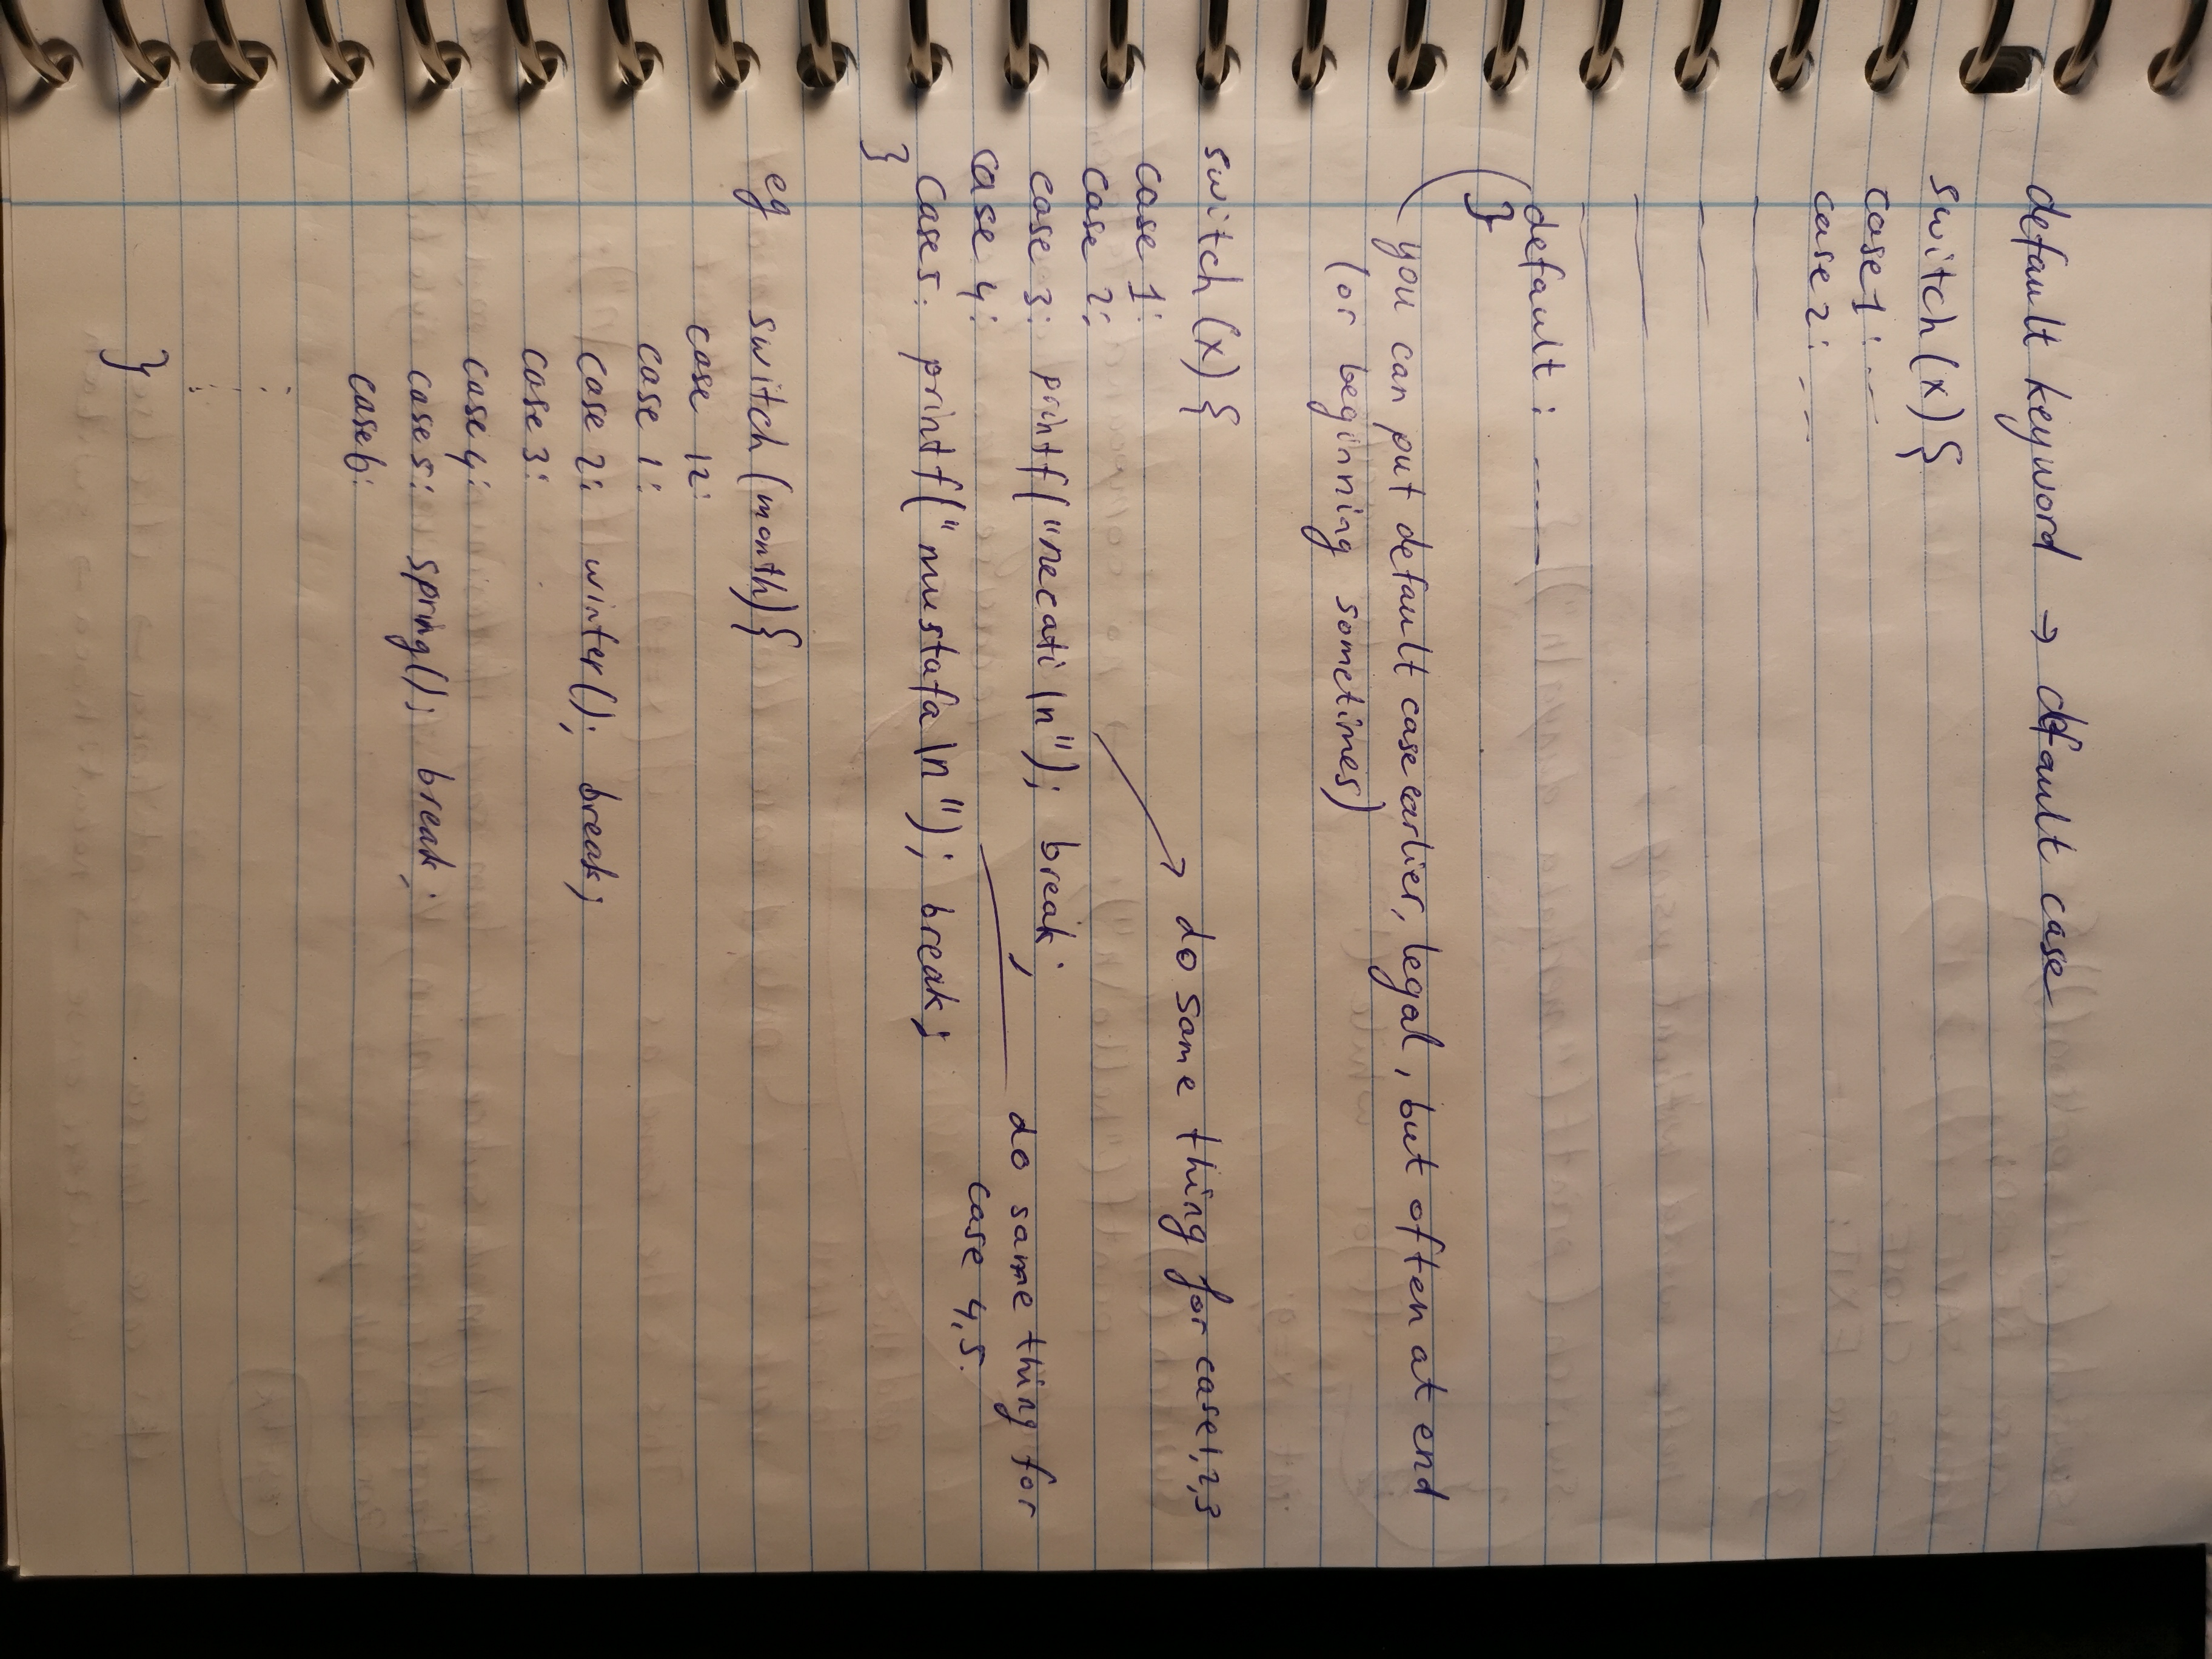 default keyword → default case
switch (x) {
case 1: ---
case 2: ---
default: -----
}
you can put default case earlier, legal, but often at end
(or beginning sometimes)
switch (x) {
do same thing for case 1,2,3
case 1:
case 2:
case 3: printf("necati\n"); break;
do same thing for
case 4:
case 4,5.
case 5: printf("mustafa\n"); break;
}
eg switch (month) {
case 12:
case 1:
case 2: winter(); break;
case 3:
case 4:
case 5: spring(); break;
case 6:
}